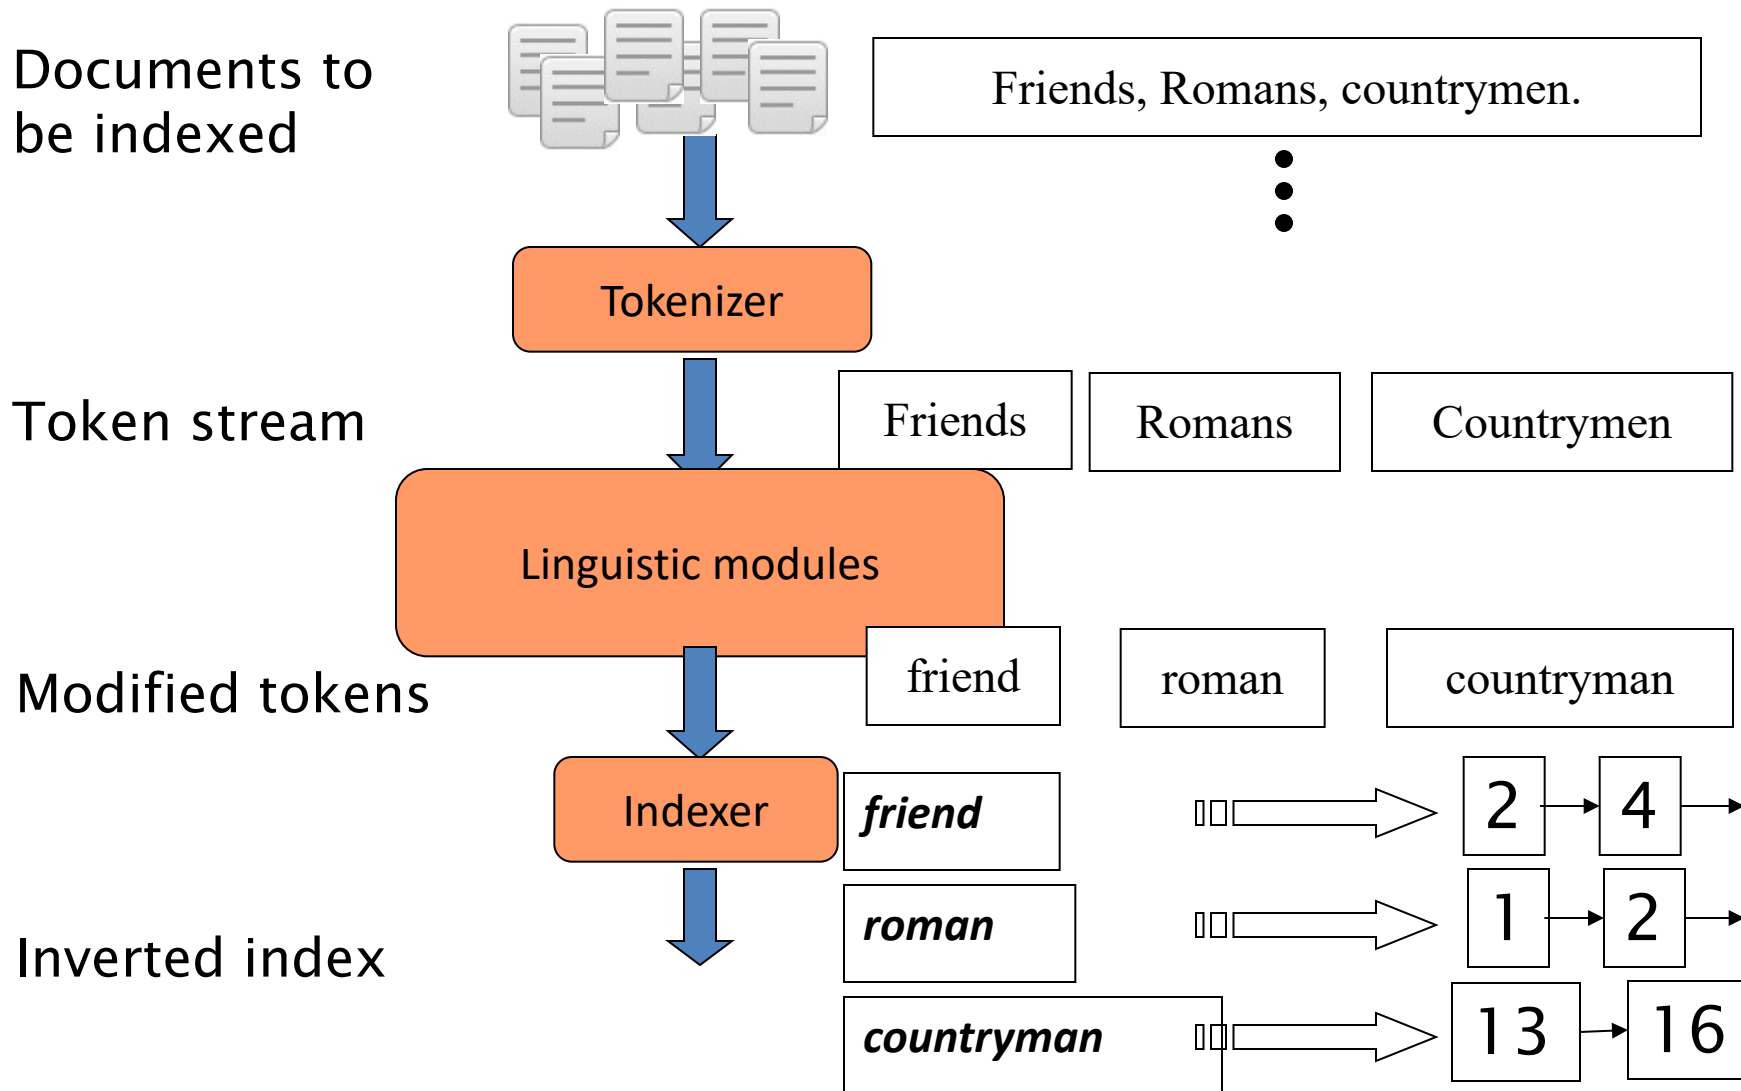 Documents to
be indexed
Friends, Romans, countrymen.
Tokenizer
Token stream
Friends
Romans
Countrymen
Linguistic modules
Modified tokens
friend
roman
countryman
Indexer
friend
2
4
roman
1
2
Inverted index
countryman
13
16